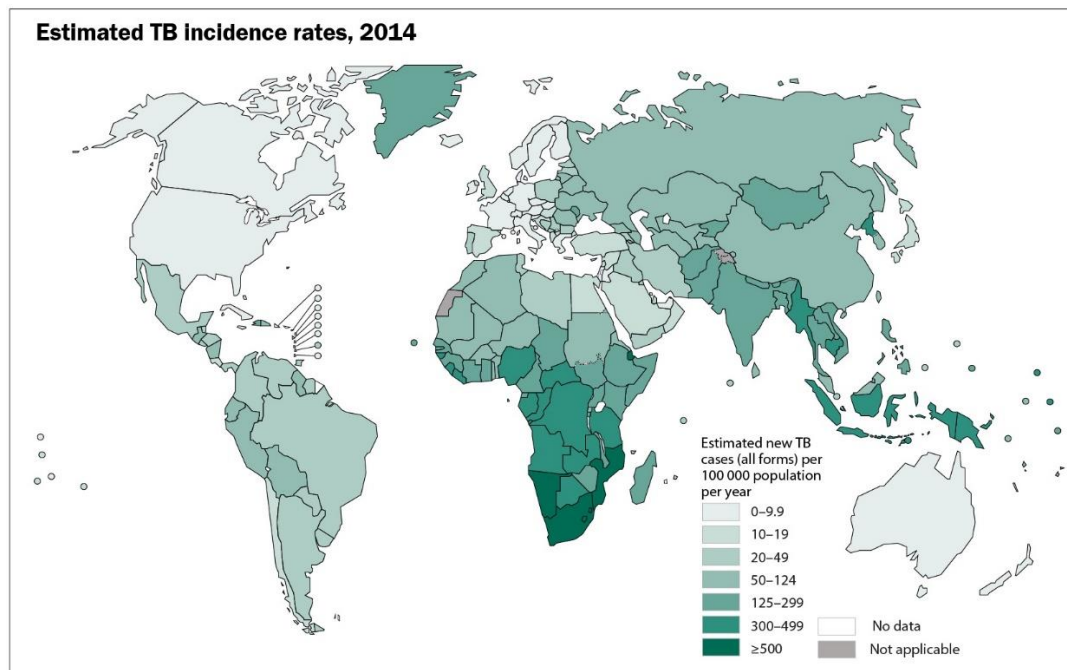 Estimated TB incidence rates, 2014
Estimated new TB
cases (all forms) per
100 000 population
per year
0–9.9
10–19
20–49
50–124
125–299
300–499
≥500
No data
Not applicable